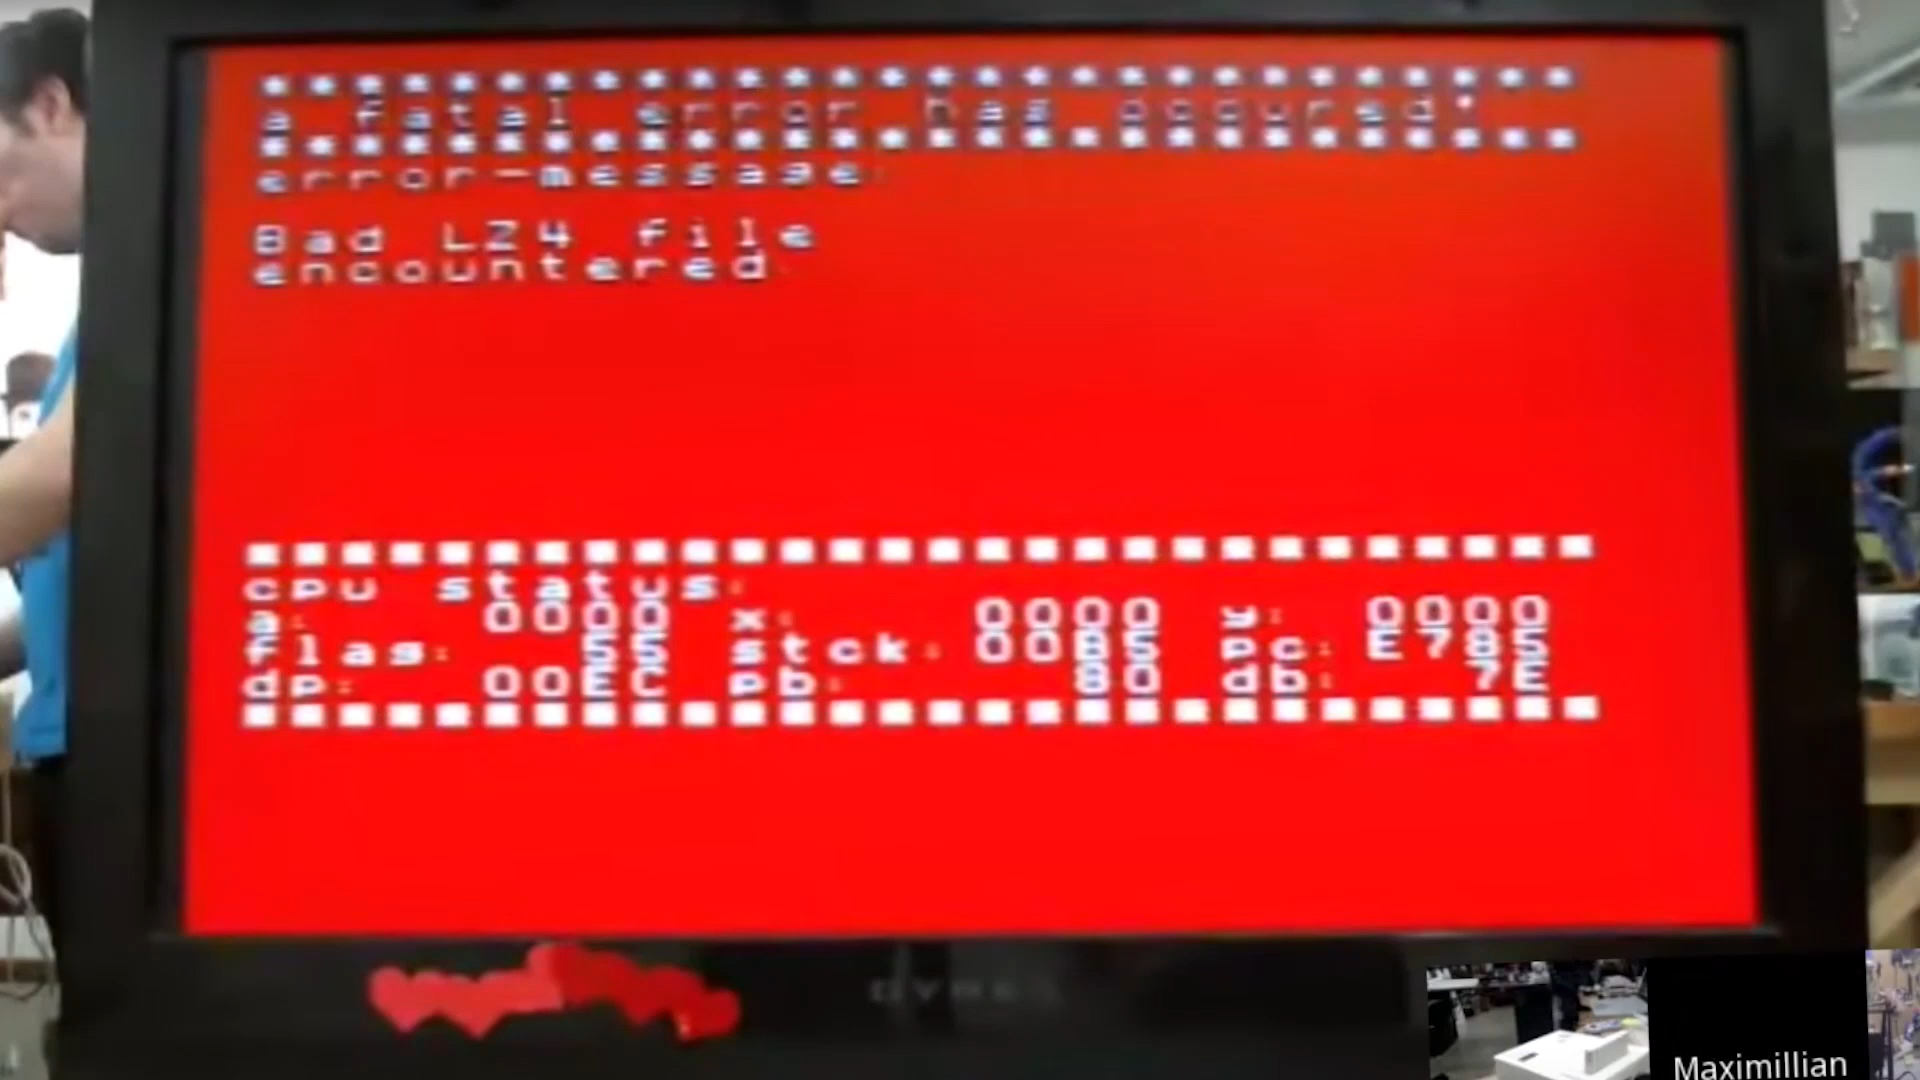 a fatal error has occured!
error-message:
Bad LZ4 file
encountered.
cpu status:
a: 0000 x: 0000 y: 0000
flag: 55 stck: 00B5 pc: E785
dp: 00EC pb: 80 db: 7E
DYNEX
Maximillian